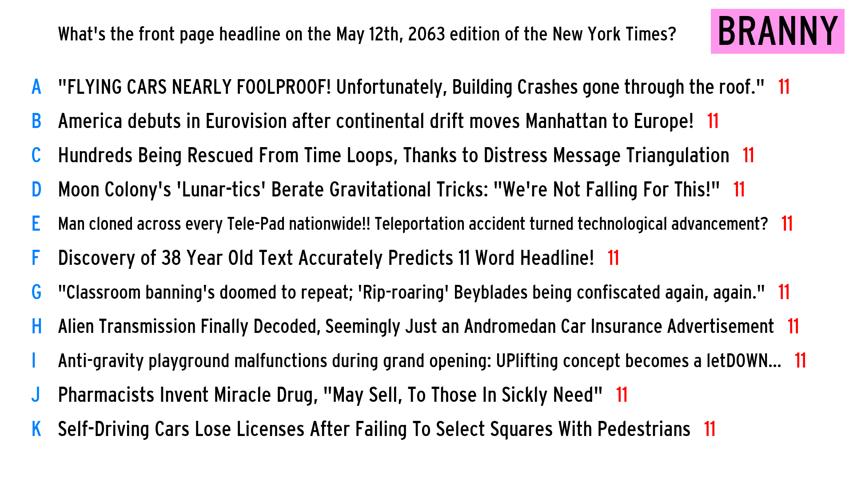 What's the front page headline on the May 12th, 2063 edition of the New York Times?
BRANNY
A "FLYING CARS NEARLY FOOLPROOF! Unfortunately, Building Crashes gone through the roof." 11
B America debuts in Eurovision after continental drift moves Manhattan to Europe! 11
C Hundreds Being Rescued From Time Loops, Thanks to Distress Message Triangulation 11
D Moon Colony's 'Lunar-tics' Berate Gravitational Tricks: "We're Not Falling For This!" 11
E Man cloned across every Tele-Pad nationwide!! Teleportation accident turned technological advancement? 11
F Discovery of 38 Year Old Text Accurately Predicts 11 Word Headline! 11
G "Classroom banning's doomed to repeat; 'Rip-roaring' Beyblades being confiscated again, again." 11
H Alien Transmission Finally Decoded, Seemingly Just an Andromedan Car Insurance Advertisement 11
I Anti-gravity playground malfunctions during grand opening: UPlifting concept becomes a letDOWN... 11
J Pharmacists Invent Miracle Drug, "May Sell, To Those In Sickly Need" 11
K Self-Driving Cars Lose Licenses After Failing To Select Squares With Pedestrians 11